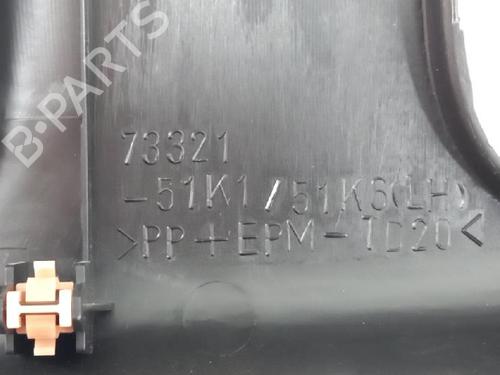 B-PARTS
73321
-51K1/51K6(LH)
>PP+EPM-TD20<